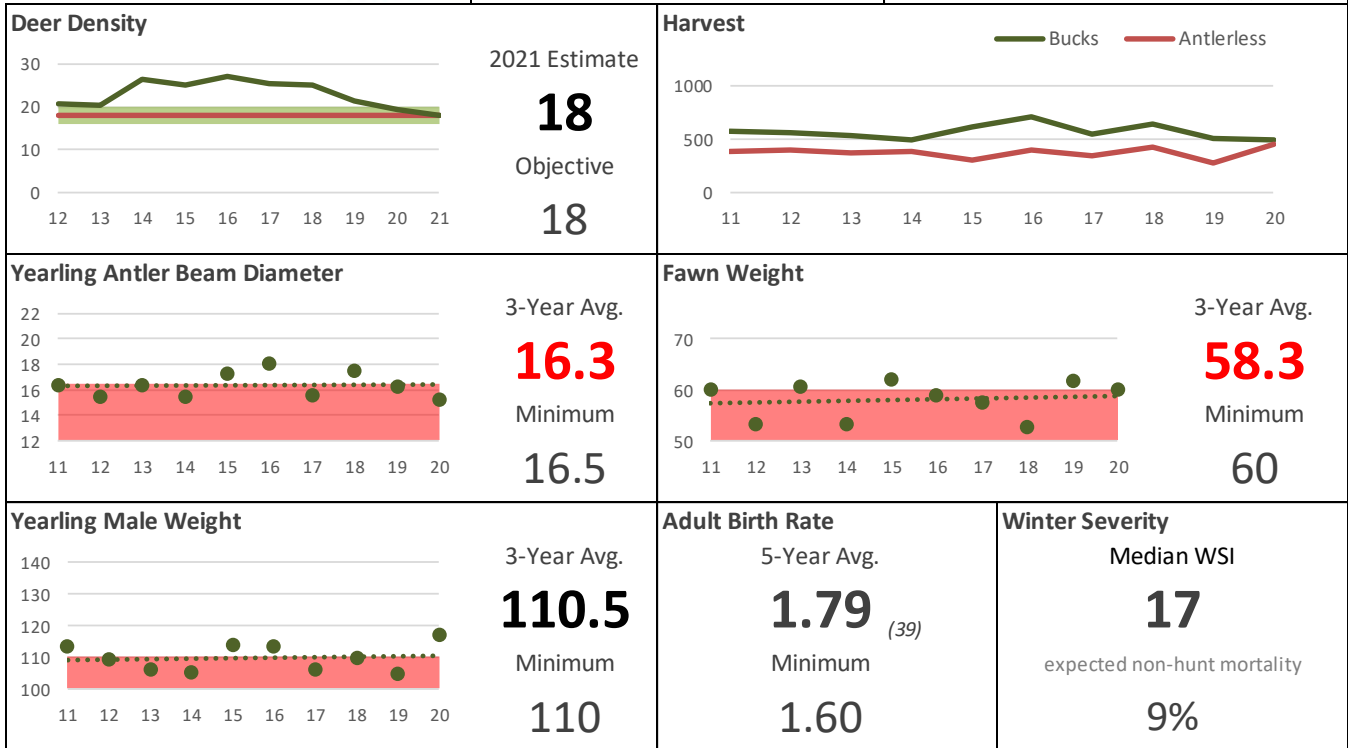 Deer Density
30
20
10
0
12 13 14 15 16 17 18 19 20 21
2021 Estimate
18
Objective
18
Harvest
Bucks Antlerless
1000
500
0
11 12 13 14 15 16 17 18 19 20
Yearling Antler Beam Diameter
22
20
18
16
14
12
11 12 13 14 15 16 17 18 19 20
3-Year Avg.
16.3
Minimum
16.5
Fawn Weight
70
60
50
11 12 13 14 15 16 17 18 19 20
3-Year Avg.
58.3
Minimum
60
Yearling Male Weight
140
130
120
110
100
11 12 13 14 15 16 17 18 19 20
3-Year Avg.
110.5
Minimum
110
Adult Birth Rate
5-Year Avg.
1.79 (39)
Minimum
1.60
Winter Severity
Median WSI
17
expected non-hunt mortality
9%